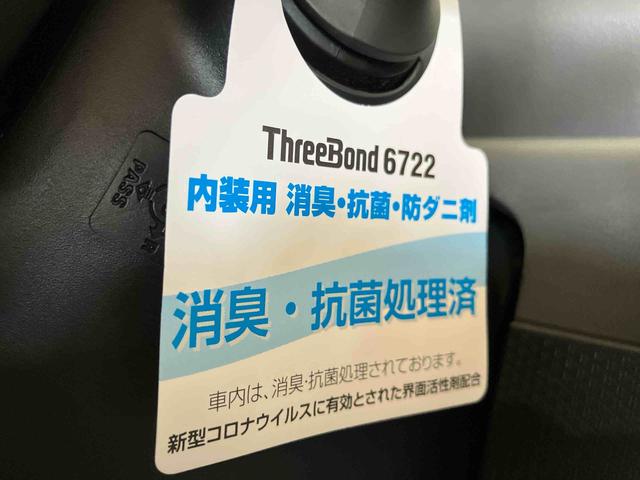 ThreeBond 6722
内装用 消臭・抗菌・防ダニ剤
消臭・抗菌処理済
車内は、消臭・抗菌処理されております。
新型コロナウイルスに有効とされた界面活性剤配合
PASS